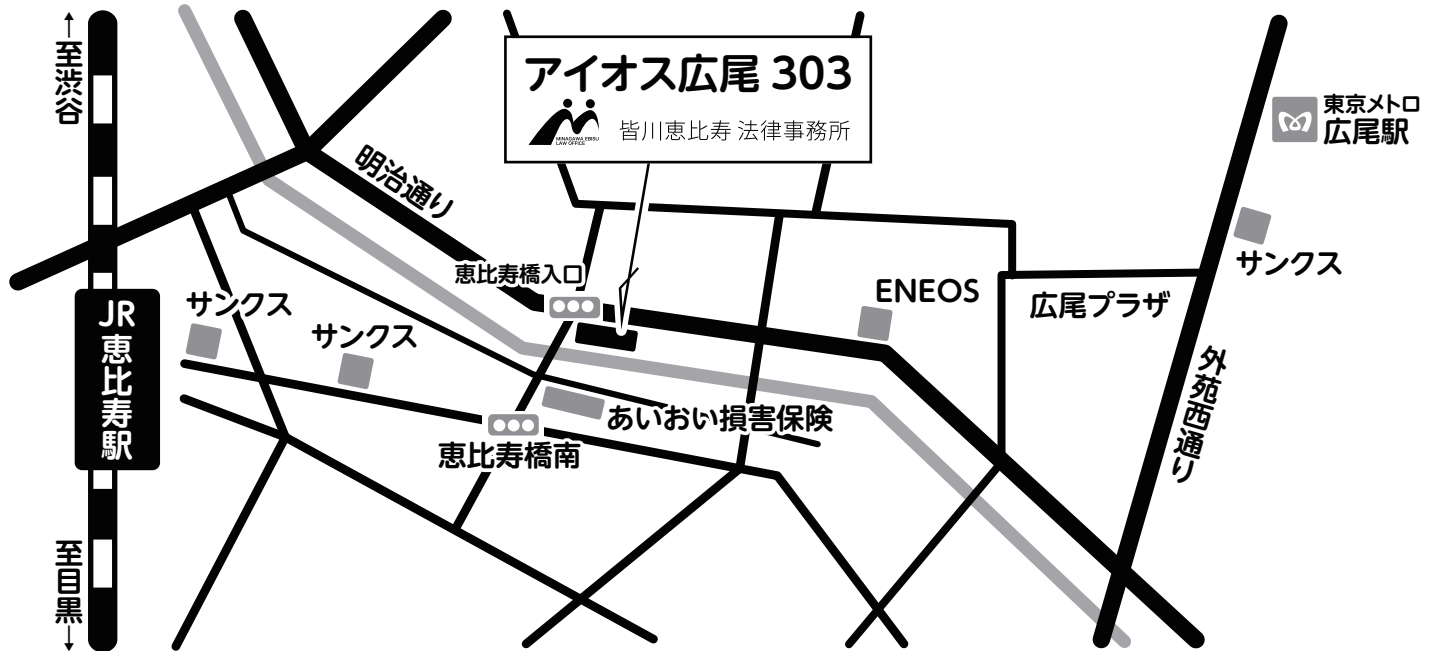 ↑至渋谷
アイオス広尾 303
MINAGAWA EBISU
LAW OFFICE
皆川恵比寿 法律事務所
東京メトロ
広尾駅
明治通り
サンクス
恵比寿橋入口
ENEOS
広尾プラザ
サンクス
JR恵比寿駅
サンクス
外苑西通り
あいおい損害保険
恵比寿橋南
至目黒↓